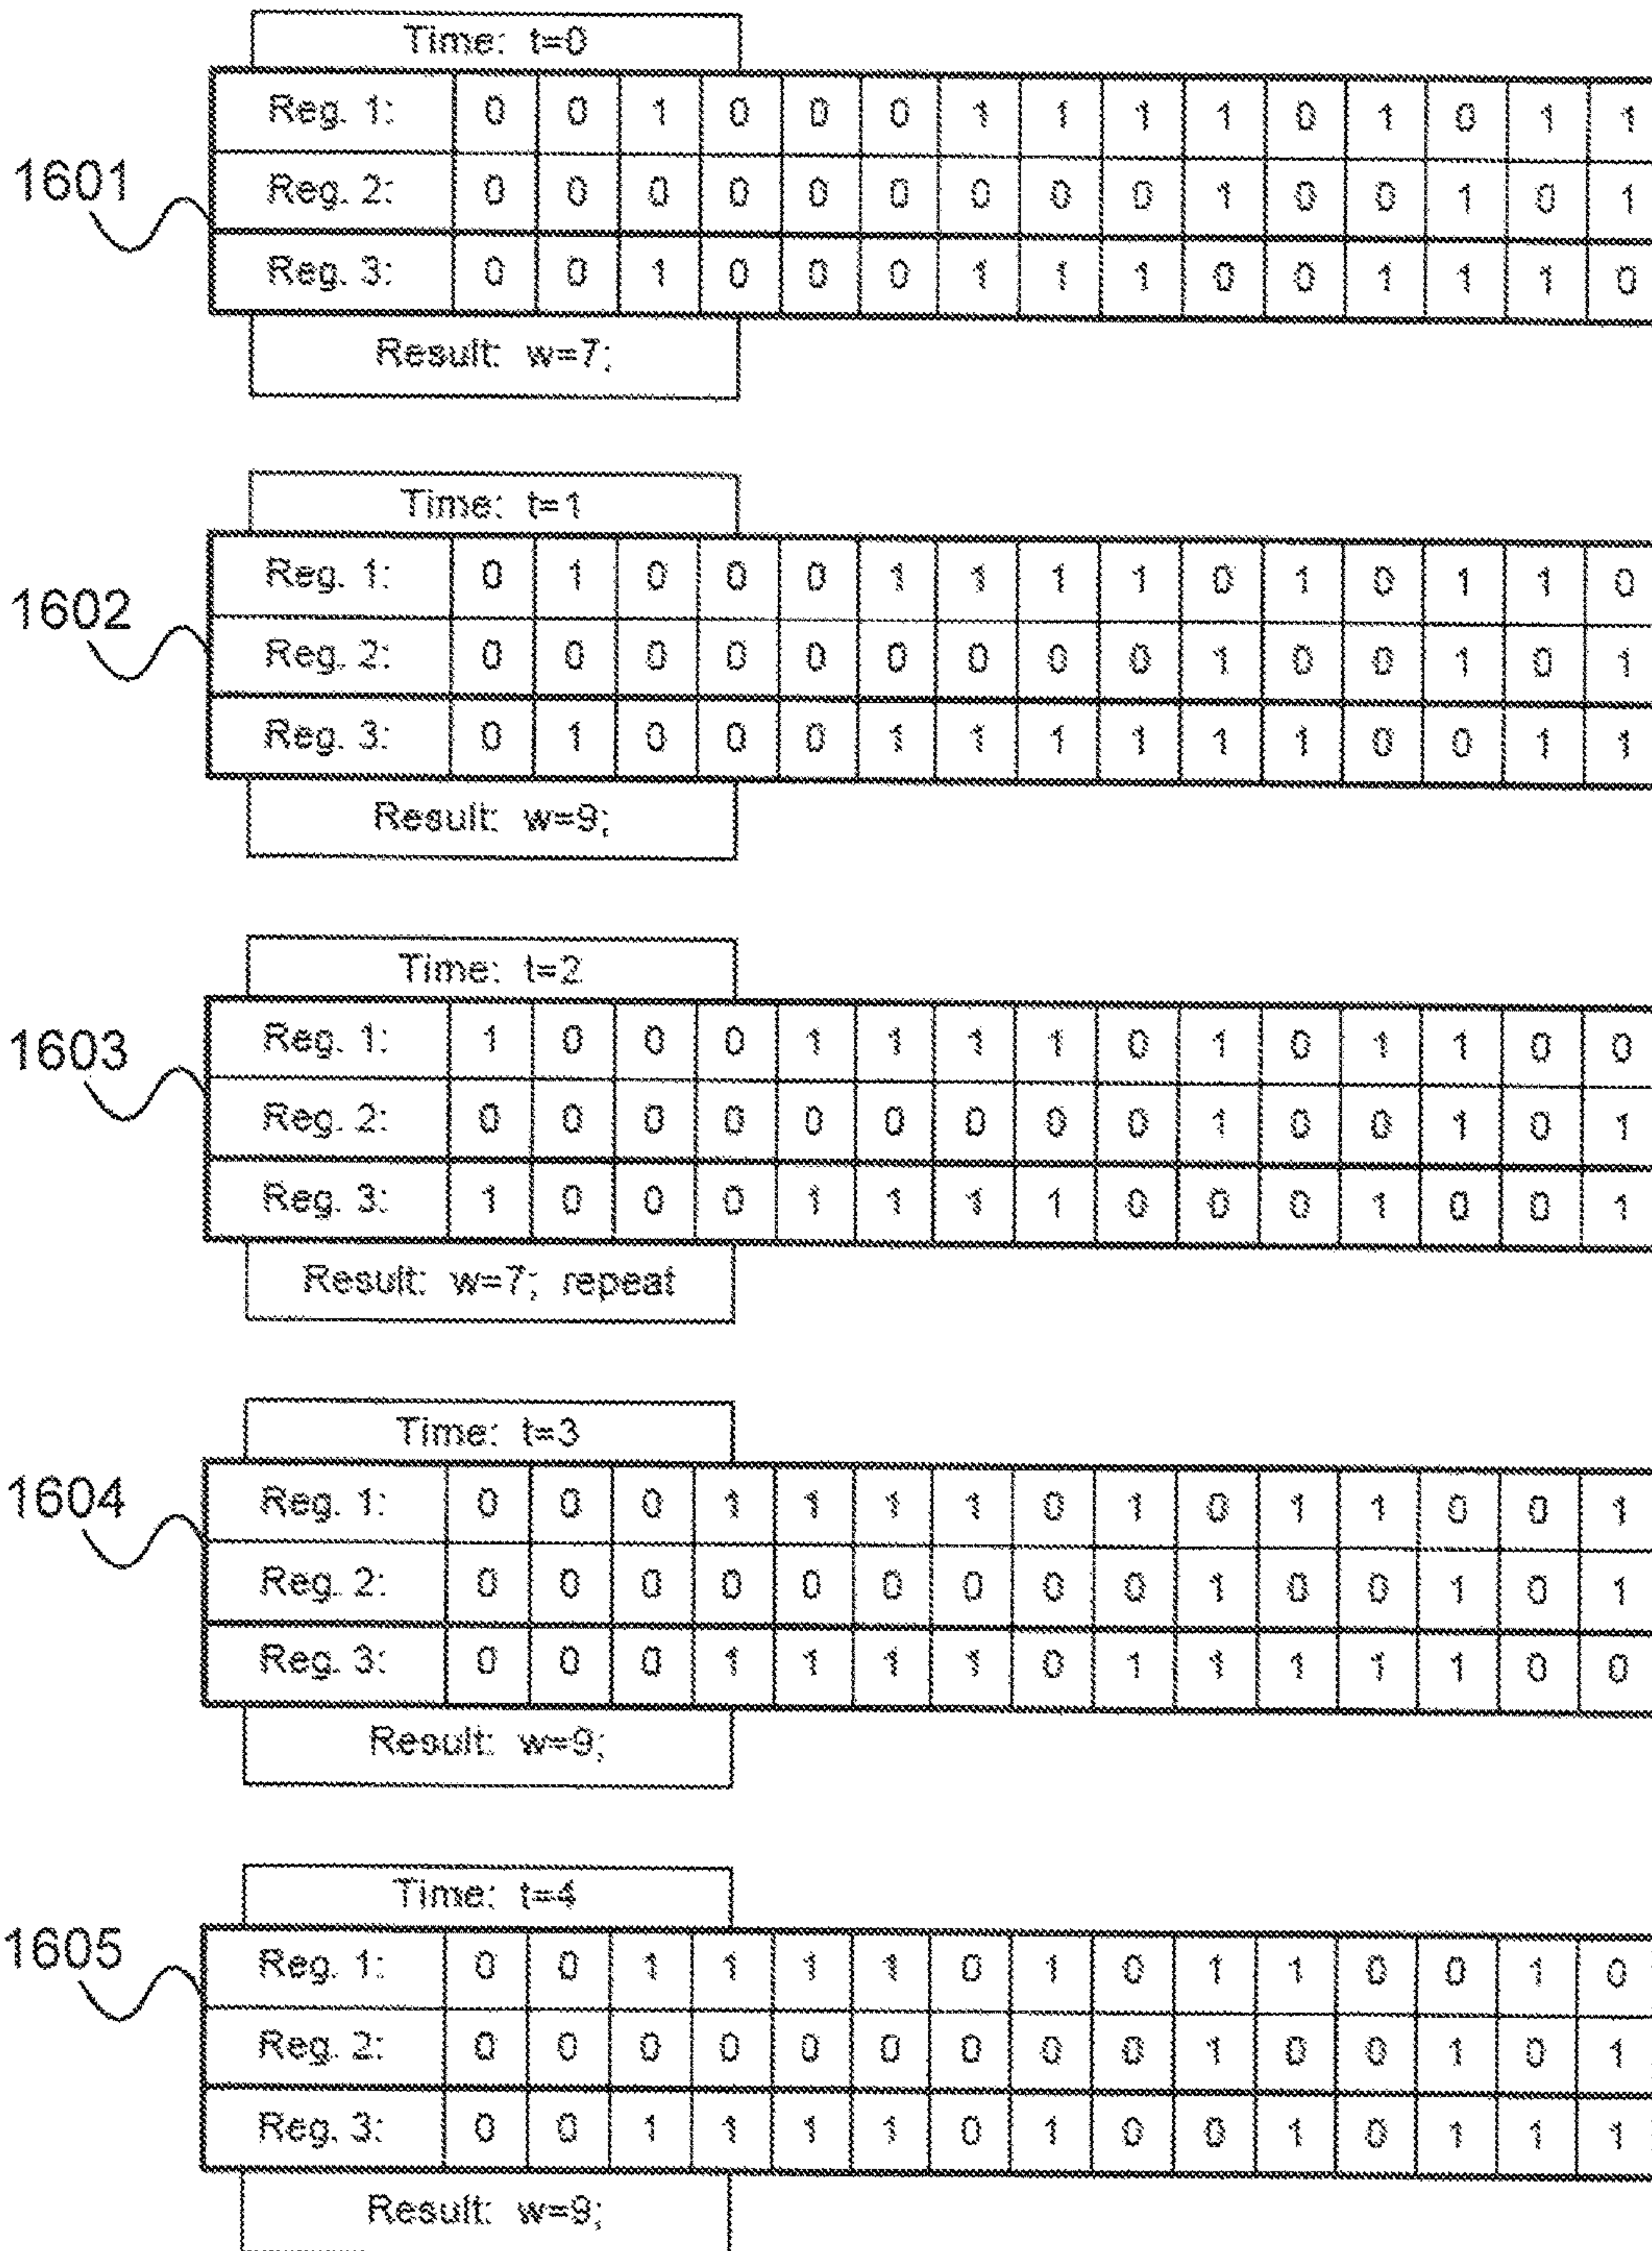 Time: t=0
Reg. 1: 0 0 1 0 0 0 1 1 1 1 0 1 0 1 1
1601
Reg. 2: 0 0 0 0 0 0 0 0 0 1 0 0 1 0 1
Reg. 3: 0 0 1 0 0 0 1 1 1 0 0 1 1 1 0
Result: w=7;
Time: t=1
Reg. 1: 0 1 0 0 0 1 1 1 1 0 1 0 1 1 0
1602
Reg. 2: 0 0 0 0 0 0 0 0 0 1 0 0 1 0 1
Reg. 3: 0 1 0 0 0 1 1 1 1 1 1 0 0 1 1
Result: w=9;
Time: t=2
Reg. 1: 1 0 0 0 1 1 1 1 0 1 0 1 1 0 0
1603
Reg. 2: 0 0 0 0 0 0 0 0 0 1 0 0 1 0 1
Reg. 3: 1 0 0 0 1 1 1 1 0 0 0 1 0 0 1
Result: w=7; repeat
Time: t=3
Reg. 1: 0 0 0 1 1 1 1 0 1 0 1 1 0 0 1
1604
Reg. 2: 0 0 0 0 0 0 0 0 0 1 0 0 1 0 1
Reg. 3: 0 0 0 1 1 1 1 0 1 1 1 1 1 0 0
Result: w=9;
Time: t=4
Reg. 1: 0 0 1 1 1 1 0 1 0 1 1 0 0 1 0
1605
Reg. 2: 0 0 0 0 0 0 0 0 0 1 0 0 1 0 1
Reg. 3: 0 0 1 1 1 1 0 1 0 0 1 0 1 1 1
Result: w=9;